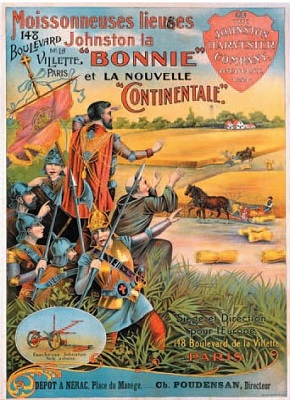 Moissonneuses lieuses
Johnston la
148
BOULEVARD
DE LA
VILLETTE,
PARIS
"BONNIE"
et LA NOUVELLE
"CONTINENTALE".
THE
JOHNSTON
HARVESTER
COMPANY
Siège et Direction
pour l'Europe
148 Boulevard de la Villette
PARIS
Faucheuse Johnston
DÉPOT A NÉRAC, Place du Manège. Ch. POUDENSAN, Directeur